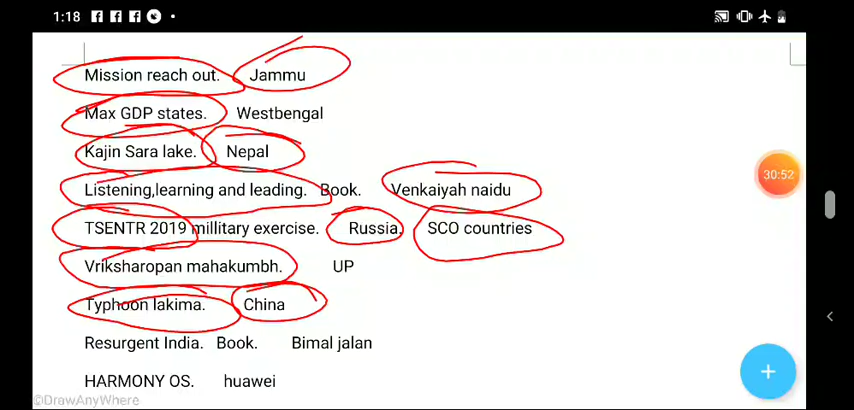 1:18
Mission reach out. Jammu
Max GDP states. Westbengal
Kajin Sara lake. Nepal
30:52
Listening,learning and leading. Book. Venkaiyah naidu
TSENTR 2019 millitary exercise. Russia. SCO countries
Vriksharopan mahakumbh. UP
Typhoon lakima. China
Resurgent India. Book. Bimal jalan
HARMONY OS. huawei
©DrawAnyWhere